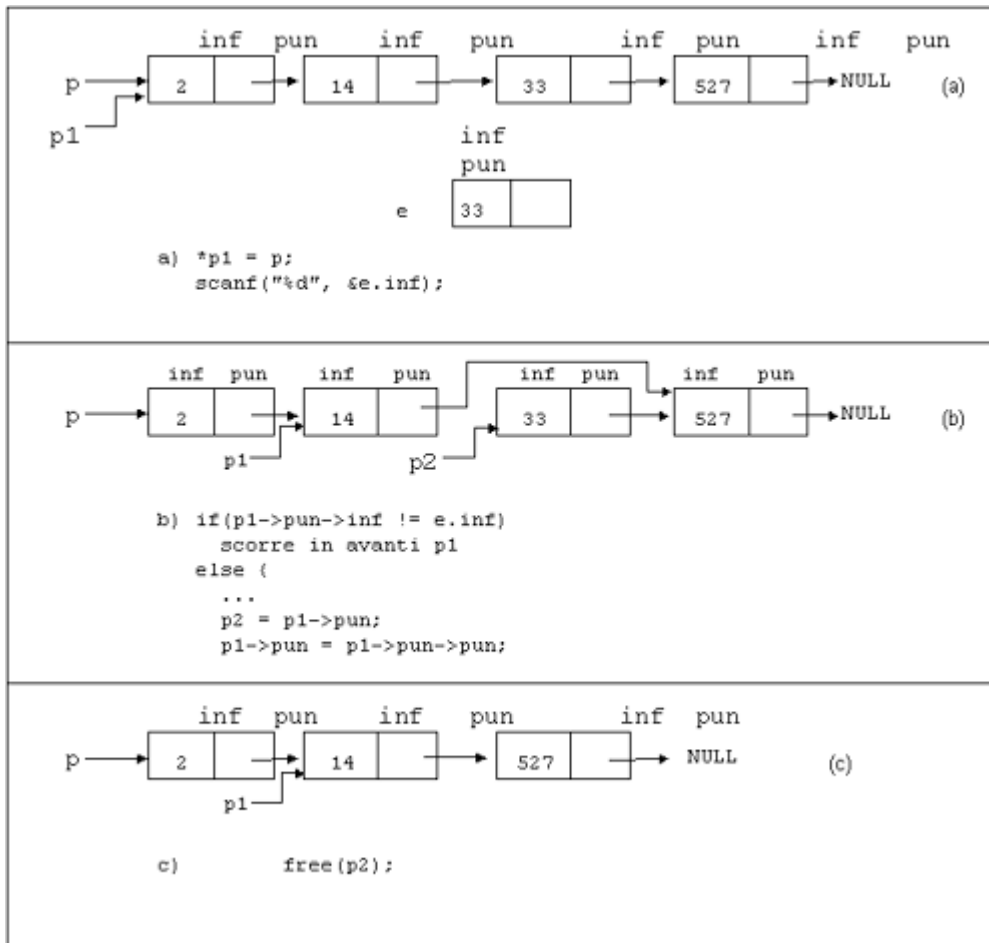 inf pun inf pun inf pun inf pun
p 2 14 33 527 NULL (a)
p1
inf
pun
e 33
a) *p1 = p;
scanf("%d", &e.inf);
inf pun inf pun inf pun inf pun
p 2 14 33 527 NULL (b)
p1 p2
b) if(p1->pun->inf != e.inf)
scorre in avanti p1
else {
...
p2 = p1->pun;
p1->pun = p1->pun->pun;
inf pun inf pun inf pun
p 2 14 527 NULL (c)
p1
c) free(p2);